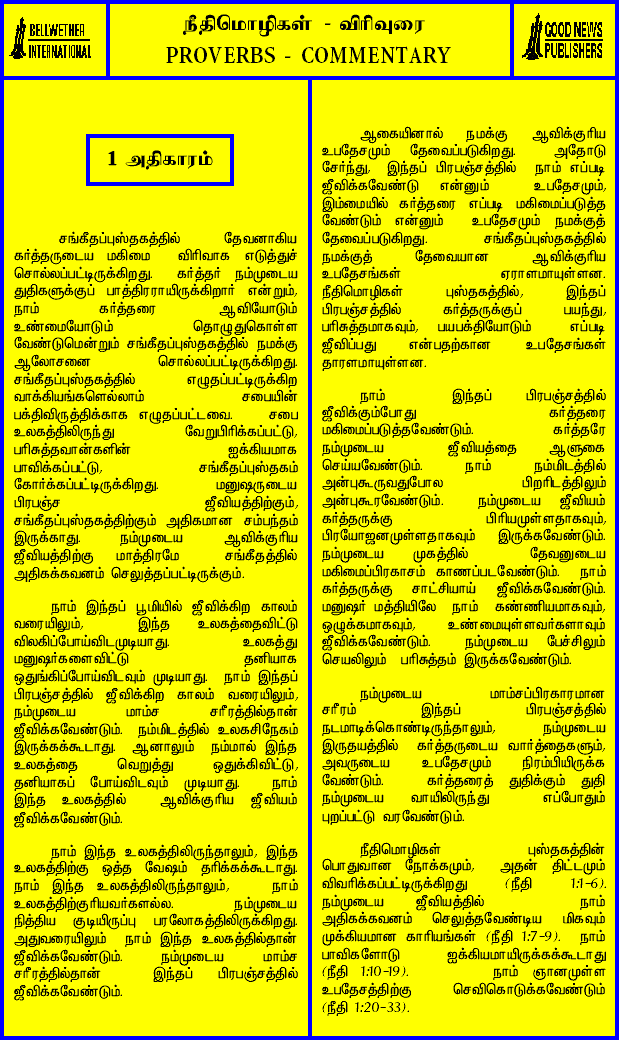 BELLWETHER
INTERNATIONAL
நீதிமொழிகள் - விரிவுரை
PROVERBS - COMMENTARY
GOOD NEWS
PUBLISHERS
1 அதிகாரம்
சங்கீதப்புஸ்தகத்தில் தேவனாகிய
கர்த்தருடைய மகிமை விரிவாக எடுத்துச்
சொல்லப்பட்டிருக்கிறது. கர்த்தர் நம்முடைய
துதிகளுக்குப் பாத்திரராயிருக்கிறார் என்றும்,
நாம் கர்த்தரை ஆவியோடும்
உண்மையோடும் தொழுதுகொள்ள
வேண்டுமென்றும் சங்கீதப்புஸ்தகத்தில் நமக்கு
ஆலோசனை சொல்லப்பட்டிருக்கிறது.
சங்கீதப்புஸ்தகத்தில் எழுதப்பட்டிருக்கிற
வாக்கியங்களெல்லாம் சபையின்
பக்திவிருத்திக்காக எழுதப்பட்டவை. சபை
உலகத்திலிருந்து வேறுபிரிக்கப்பட்டு,
பரிசுத்தவான்களின் ஐக்கியமாக
பாவிக்கப்பட்டு, சங்கீதப்புஸ்தகம்
கோர்க்கப்பட்டிருக்கிறது. மனுஷருடைய
பிரபஞ்ச ஜீவியத்திற்கும்,
சங்கீதப்புஸ்தகத்திற்கும் அதிகமான சம்பந்தம்
இருக்காது. நம்முடைய ஆவிக்குரிய
ஜீவியத்திற்கு மாத்திரமே சங்கீதத்தில்
அதிகக்கவனம் செலுத்தப்பட்டிருக்கும்.
நாம் இந்தப் பூமியில் ஜீவிக்கிற காலம்
வரையிலும், இந்த உலகத்தைவிட்டு
விலகிப்போய்விடமுடியாது. உலகத்து
மனுஷர்களைவிட்டு தனியாக
ஒதுங்கிப்போய்விடவும் முடியாது. நாம் இந்தப்
பிரபஞ்சத்தில் ஜீவிக்கிற காலம் வரையிலும்,
நம்முடைய மாம்ச சரீரத்தில்தான்
ஜீவிக்கவேண்டும். நம்மிடத்தில் உலகசிநேகம்
இருக்கக்கூடாது. ஆனாலும் நம்மால் இந்த
உலகத்தை வெறுத்து ஒதுக்கிவிட்டு,
தனியாகப் போய்விடவும் முடியாது. நாம்
இந்த உலகத்தில் ஆவிக்குரிய ஜீவியம்
ஜீவிக்கவேண்டும்.
நாம் இந்த உலகத்திலிருந்தாலும், இந்த
உலகத்திற்கு ஒத்த வேஷம் தரிக்கக்கூடாது.
நாம் இந்த உலகத்திலிருந்தாலும், நாம்
உலகத்திற்குரியவர்களல்ல. நம்முடைய
நித்திய குடியிருப்பு பரலோகத்திலிருக்கிறது.
அதுவரையிலும் நாம் இந்த உலகத்தில்தான்
ஜீவிக்கவேண்டும். நம்முடைய மாம்ச
சரீரத்தில்தான் இந்தப் பிரபஞ்சத்தில்
ஜீவிக்கவேண்டும்.
ஆகையினால் நமக்கு ஆவிக்குரிய
உபதேசமும் தேவைப்படுகிறது. அதோடு
சேர்ந்து, இந்தப் பிரபஞ்சத்தில் நாம் எப்படி
ஜீவிக்கவேண்டு என்னும் உபதேசமும்,
இம்மையில் கர்த்தரை எப்படி மகிமைப்படுத்த
வேண்டும் என்னும் உபதேசமும் நமக்குத்
தேவைப்படுகிறது. சங்கீதப்புஸ்தகத்தில்
நமக்குத் தேவையான ஆவிக்குரிய
உபதேசங்கள் ஏராளமாயுள்ளன.
நீதிமொழிகள் புஸ்தகத்தில், இந்தப்
பிரபஞ்சத்தில் கர்த்தருக்குப் பயந்து,
பரிசுத்தமாகவும், பயபக்தியோடும் எப்படி
ஜீவிப்பது என்பதற்கான உபதேசங்கள்
தாராளமாயுள்ளன.
நாம் இந்தப் பிரபஞ்சத்தில்
ஜீவிக்கும்போது கர்த்தரை
மகிமைப்படுத்தவேண்டும். கர்த்தரே
நம்முடைய ஜீவியத்தை ஆளுகை
செய்யவேண்டும். நாம் நம்மிடத்தில்
அன்புகூருவதுபோல பிறரிடத்திலும்
அன்புகூரவேண்டும். நம்முடைய ஜீவியம்
கர்த்தருக்கு பிரியமுள்ளதாகவும்,
பிரயோஜனமுள்ளதாகவும் இருக்கவேண்டும்.
நம்முடைய முகத்தில் தேவனுடைய
மகிமைப்பிரகாசம் காணப்படவேண்டும். நாம்
கர்த்தருக்கு சாட்சியாய் ஜீவிக்கவேண்டும்.
மனுஷர் மத்தியிலே நாம் கண்ணியமாகவும்,
ஒழுக்கமாகவும், உண்மையுள்ளவர்களாவும்
ஜீவிக்கவேண்டும். நம்முடைய பேச்சிலும்
செயலிலும் பரிசுத்தம் இருக்கவேண்டும்.
நம்முடைய மாம்சப்பிரகாரமான
சரீரம் இந்தப் பிரபஞ்சத்தில்
நடமாடிக்கொண்டிருந்தாலும், நம்முடைய
இருதயத்தில் கர்த்தருடைய வார்த்தைகளும்,
அவருடைய உபதேசமும் நிரம்பியிருக்க
வேண்டும். கர்த்தரைத் துதிக்கும் துதி
நம்முடைய வாயிலிருந்து எப்போதும்
புறப்பட்டு வரவேண்டும்.
நீதிமொழிகள் புஸ்தகத்தின்
பொதுவான நோக்கமும், அதன் திட்டமும்
விவரிக்கப்பட்டிருக்கிறது (நீதி 1:1-6).
நம்முடைய ஜீவியத்தில் நாம்
அதிகக்கவனம் செலுத்தவேண்டிய மிகவும்
முக்கியமான காரியங்கள் (நீதி 1:7-9). நாம்
பாவிகளோடு ஐக்கியமாயிருக்கக்கூடாது
(நீதி 1:10-19). நாம் ஞானமுள்ள
உபதேசத்திற்கு செவிகொடுக்கவேண்டும்
(நீதி 1:20-33).